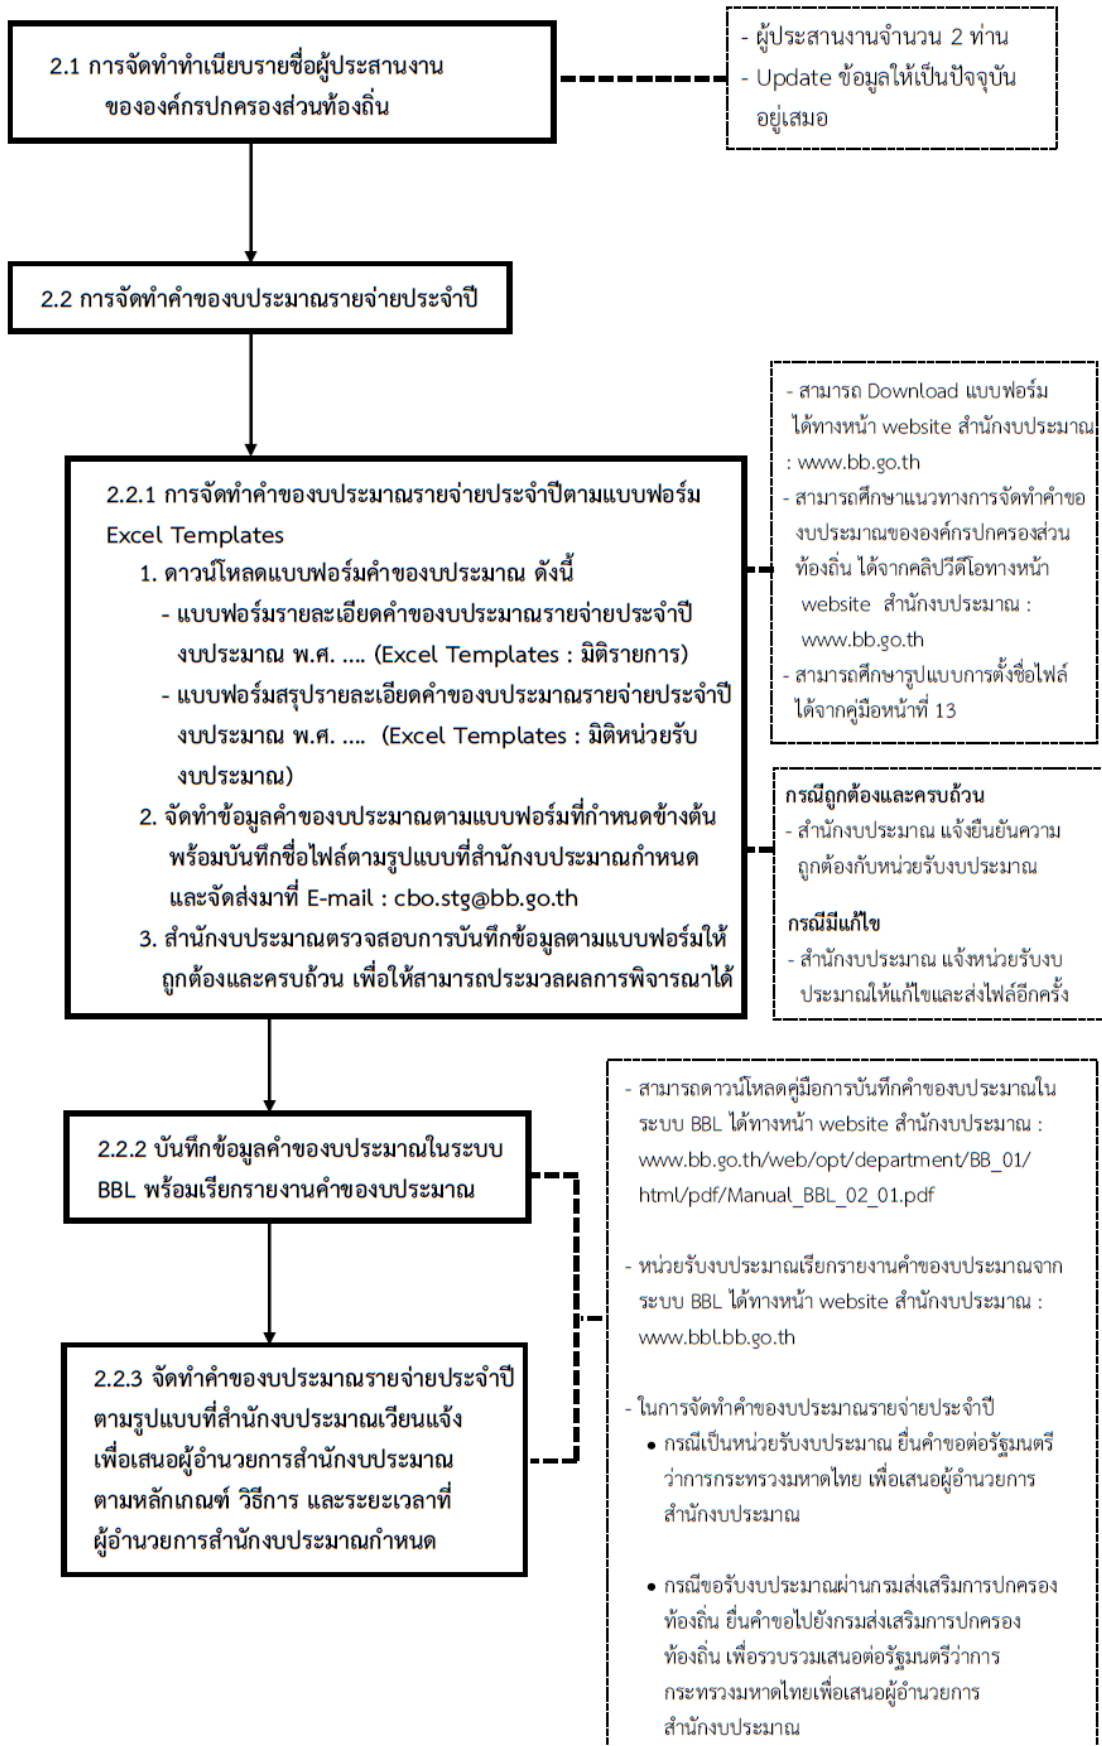 2.1 การจัดทำทำเนียบรายชื่อผู้ประสานงาน
ขององค์กรปกครองส่วนท้องถิ่น
- ผู้ประสานงานจำนวน 2 ท่าน
- Update ข้อมูลให้เป็นปัจจุบัน
อยู่เสมอ
2.2 การจัดทำคำของบประมาณรายจ่ายประจำปี
2.2.1 การจัดทำคำของบประมาณรายจ่ายประจำปีตามแบบฟอร์ม
Excel Templates
1. ดาวน์โหลดแบบฟอร์มคำของบประมาณ ดังนี้
- แบบฟอร์มรายละเอียดคำของบประมาณรายจ่ายประจำปี
งบประมาณ พ.ศ. .... (Excel Templates : มิติรายการ)
- แบบฟอร์มสรุปรายละเอียดคำของบประมาณรายจ่ายประจำปี
งบประมาณ พ.ศ. .... (Excel Templates : มิติหน่วยรับ
งบประมาณ)
2. จัดทำข้อมูลคำของบประมาณตามแบบฟอร์มที่กำหนดข้างต้น
พร้อมบันทึกชื่อไฟล์ตามรูปแบบที่สำนักงบประมาณกำหนด
และจัดส่งมาที่ E-mail : cbo.stg@bb.go.th
3. สำนักงบประมาณตรวจสอบการบันทึกข้อมูลตามแบบฟอร์มให้
ถูกต้องและครบถ้วน เพื่อให้สามารถประมวลผลการพิจารณาได้
- สามารถ Download แบบฟอร์ม
ได้ทางหน้า website สำนักงบประมาณ
: www.bb.go.th
- สามารถศึกษาแนวทางการจัดทำคำขอ
งบประมาณขององค์กรปกครองส่วน
ท้องถิ่น ได้จากคลิปวีดีโอทางหน้า
website สำนักงบประมาณ :
www.bb.go.th
- สามารถศึกษารูปแบบการตั้งชื่อไฟล์
ได้จากคู่มือหน้าที่ 13
กรณีถูกต้องและครบถ้วน
- สำนักงบประมาณ แจ้งยืนยันความ
ถูกต้องกับหน่วยรับงบประมาณ
กรณีมีแก้ไข
- สำนักงบประมาณ แจ้งหน่วยรับงบ
ประมาณให้แก้ไขและส่งไฟล์อีกครั้ง
2.2.2 บันทึกข้อมูลคำของบประมาณในระบบ
BBL พร้อมเรียกรายงานคำของบประมาณ
2.2.3 จัดทำคำของบประมาณรายจ่ายประจำปี
ตามรูปแบบที่สำนักงบประมาณเวียนแจ้ง
เพื่อเสนอผู้อำนวยการสำนักงบประมาณ
ตามหลักเกณฑ์ วิธีการ และระยะเวลาที่
ผู้อำนวยการสำนักงบประมาณกำหนด
- สามารถดาวน์โหลดคู่มือการบันทึกคำของบประมาณใน
ระบบ BBL ได้ทางหน้า website สำนักงบประมาณ :
www.bb.go.th/web/opt/department/BB_01/
html/pdf/Manual_BBL_02_01.pdf
- หน่วยรับงบประมาณเรียกรายงานคำของบประมาณจาก
ระบบ BBL ได้ทางหน้า website สำนักงบประมาณ :
www.bbl.bb.go.th
- ในการจัดทำคำของบประมาณรายจ่ายประจำปี
• กรณีเป็นหน่วยรับงบประมาณ ยื่นคำขอต่อรัฐมนตรี
ว่าการกระทรวงมหาดไทย เพื่อเสนอผู้อำนวยการ
สำนักงบประมาณ
• กรณีขอรับงบประมาณผ่านกรมส่งเสริมการปกครอง
ท้องถิ่น ยื่นคำขอไปยังกรมส่งเสริมการปกครอง
ท้องถิ่น เพื่อรวบรวมเสนอต่อรัฐมนตรีว่าการ
กระทรวงมหาดไทยเพื่อเสนอผู้อำนวยการ
สำนักงบประมาณ